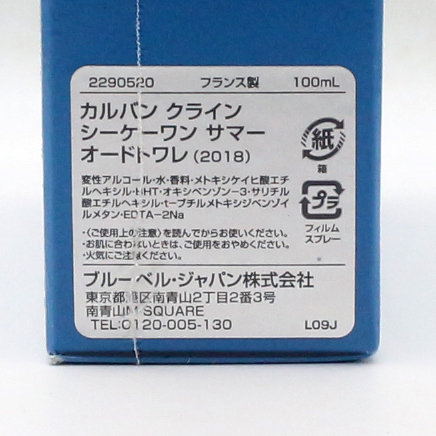 2290520 フランス製 100mL
カルバン クライン
シーケーワン サマー
オードトワレ (2018)
変性アルコール・水・香料・メトキシケイヒ酸エチ
ルヘキシル・BHT・オキシベンゾン-3・サリチル
酸エチルヘキシル・t-ブチルメトキシジベンゾイ
ルメタン・EDTA-2Na
・〈ご使用上の注意〉を読んでからお使いください。
・お肌に合わないときは、ご使用をおやめください。
・火気にご注意ください。
紙
箱
プラ
フィルム
スプレー
ブルーベル・ジャパン株式会社
東京都港区南青山2丁目2番3号
南青山M-SQUARE
TEL:0120-005-130 L09J